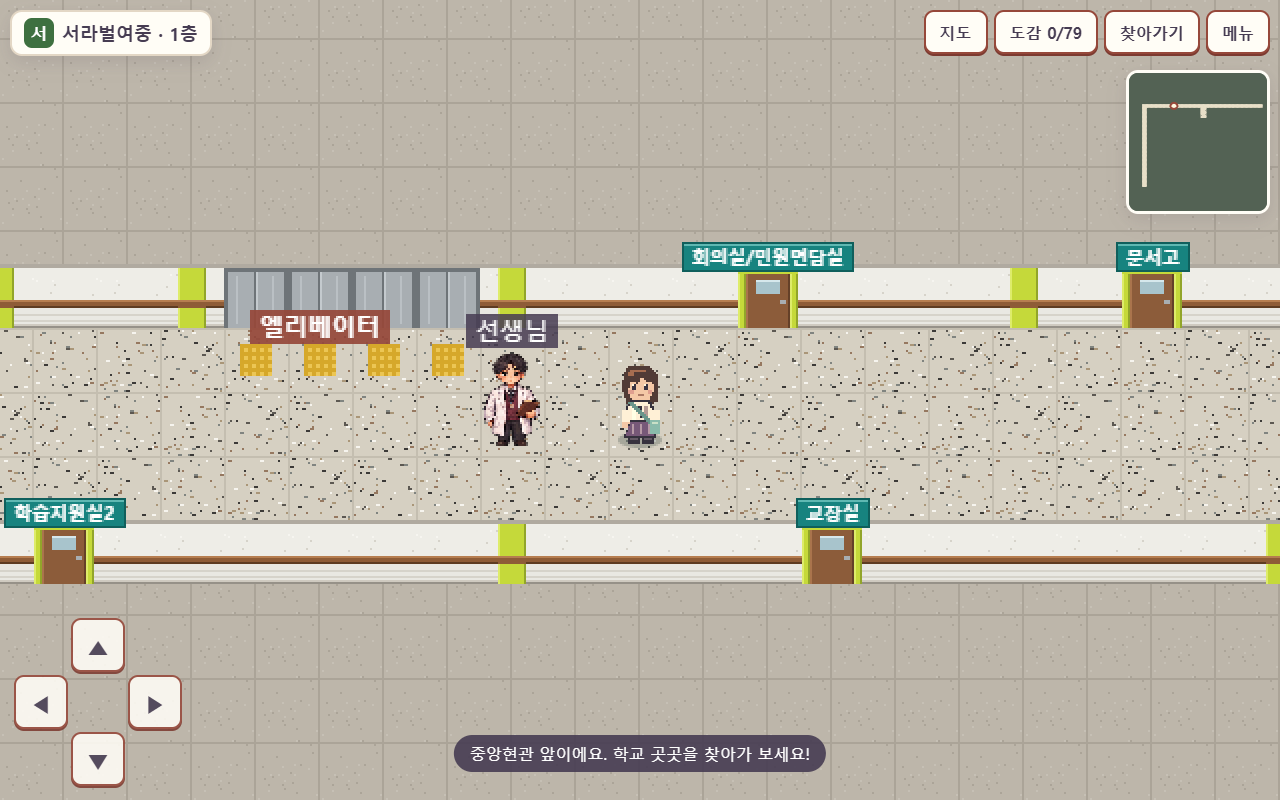 서 서라벌여중 · 1층
지도
도감 0/79
찾아가기
메뉴
회의실/민원면담실
문서고
엘리베이터
선생님
학습지원실2
교장실
중앙현관 앞이에요. 학교 곳곳을 찾아가 보세요!